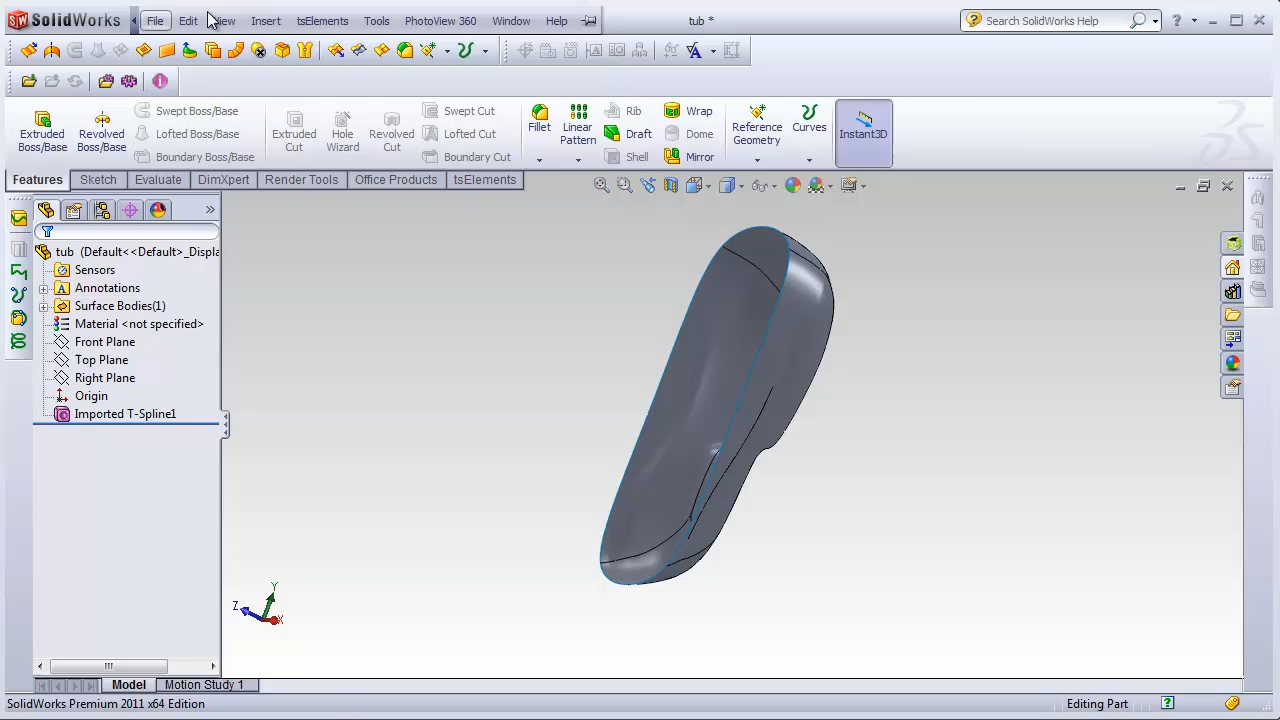 SolidWorks File Edit View Insert tsElements Tools PhotoView 360 Window Help tub * Search SolidWorks Help
Extruded Boss/Base
Revolved Boss/Base
Swept Boss/Base
Lofted Boss/Base
Boundary Boss/Base
Extruded Cut
Hole Wizard
Revolved Cut
Swept Cut
Lofted Cut
Boundary Cut
Fillet
Linear Pattern
Rib
Draft
Shell
Wrap
Dome
Mirror
Reference Geometry
Curves
Instant3D
Features Sketch Evaluate DimXpert Render Tools Office Products tsElements
tub (Default<<Default>_Displa
Sensors
Annotations
Surface Bodies(1)
Material <not specified>
Front Plane
Top Plane
Right Plane
Origin
Imported T-Spline1
Y
Z
X
Model Motion Study 1
SolidWorks Premium 2011 x64 Edition Editing Part